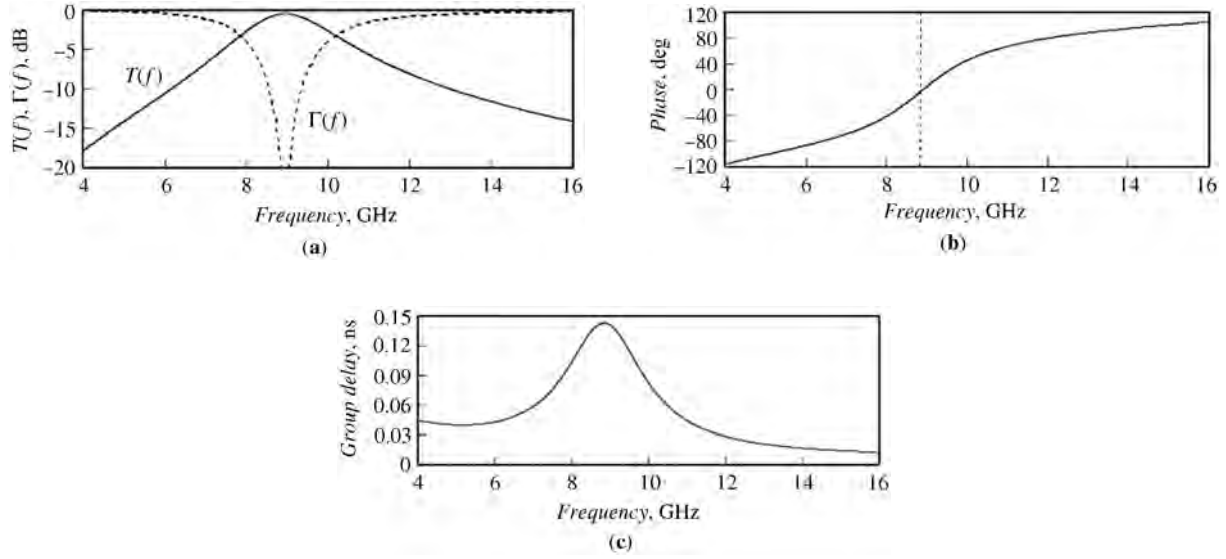 T(f), Γ(f), dB
0
-5
-10
-15
-20
T(f)
Γ(f)
4 6 8 10 12 14 16
Frequency, GHz
(a)
Phase, deg
120
80
40
0
-40
-80
-120
4 6 8 10 12 14 16
Frequency, GHz
(b)
Group delay, ns
0.15
0.15
0.09
0.06
0.03
0
4 6 8 10 12 14 16
Frequency, GHz
(c)